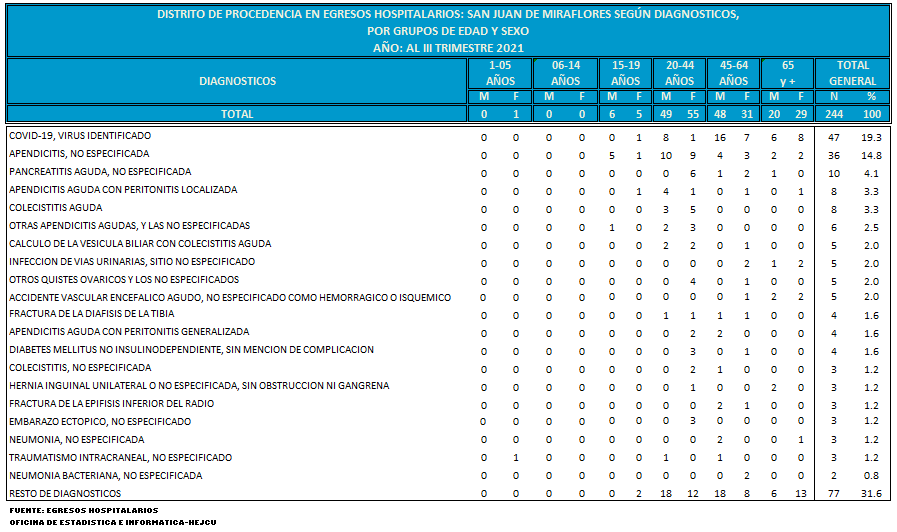 DISTRITO DE PROCEDENCIA EN EGRESOS HOSPITALARIOS: SAN JUAN DE MIRAFLORES SEGÚN DIAGNOSTICOS,
POR GRUPOS DE EDAD Y SEXO
AÑO: AL III TRIMESTRE 2021
DIAGNOSTICOS 1-05 AÑOS 06-14 AÑOS 15-19 AÑOS 20-44 AÑOS 45-64 AÑOS 65 y + TOTAL GENERAL
M F M F M F M F M F M F N %
TOTAL 0 1 0 0 6 5 49 55 48 31 20 29 244 100
COVID-19, VIRUS IDENTIFICADO 0 0 0 0 0 1 8 1 16 7 6 8 47 19.3
APENDICITIS, NO ESPECIFICADA 0 0 0 0 5 1 10 9 4 3 2 2 36 14.8
PANCREATITIS AGUDA, NO ESPECIFICADA 0 0 0 0 0 0 0 6 1 2 1 0 10 4.1
APENDICITIS AGUDA CON PERITONITIS LOCALIZADA 0 0 0 0 0 1 4 1 0 1 0 1 8 3.3
COLECISTITIS AGUDA 0 0 0 0 0 0 3 5 0 0 0 0 8 3.3
OTRAS APENDICITIS AGUDAS, Y LAS NO ESPECIFICADAS 0 0 0 0 1 0 2 3 0 0 0 0 6 2.5
CALCULO DE LA VESICULA BILIAR CON COLECISTITIS AGUDA 0 0 0 0 0 0 2 2 0 1 0 0 5 2.0
INFECCION DE VIAS URINARIAS, SITIO NO ESPECIFICADO 0 0 0 0 0 0 0 0 0 2 1 2 5 2.0
OTROS QUISTES OVARICOS Y LOS NO ESPECIFICADOS 0 0 0 0 0 0 0 4 0 1 0 0 5 2.0
ACCIDENTE VASCULAR ENCEFALICO AGUDO, NO ESPECIFICADO COMO HEMORRAGICO O ISQUEMICO 0 0 0 0 0 0 0 0 0 1 2 2 5 2.0
FRACTURA DE LA DIAFISIS DE LA TIBIA 0 0 0 0 0 0 1 1 1 1 0 0 4 1.6
APENDICITIS AGUDA CON PERITONITIS GENERALIZADA 0 0 0 0 0 0 0 2 2 0 0 0 4 1.6
DIABETES MELLITUS NO INSULINODEPENDIENTE, SIN MENCION DE COMPLICACION 0 0 0 0 0 0 0 3 0 1 0 0 4 1.6
COLECISTITIS, NO ESPECIFICADA 0 0 0 0 0 0 0 2 1 0 0 0 3 1.2
HERNIA INGUINAL UNILATERAL O NO ESPECIFICADA, SIN OBSTRUCCION NI GANGRENA 0 0 0 0 0 0 0 1 0 0 2 0 3 1.2
FRACTURA DE LA EPIFISIS INFERIOR DEL RADIO 0 0 0 0 0 0 0 0 2 1 0 0 3 1.2
EMBARAZO ECTOPICO, NO ESPECIFICADO 0 0 0 0 0 0 0 3 0 0 0 0 3 1.2
NEUMONIA, NO ESPECIFICADA 0 0 0 0 0 0 0 0 2 0 0 1 3 1.2
TRAUMATISMO INTRACRANEAL, NO ESPECIFICADO 0 1 0 0 0 0 1 0 1 0 0 0 3 1.2
NEUMONIA BACTERIANA, NO ESPECIFICADA 0 0 0 0 0 0 0 0 0 2 0 0 2 0.8
RESTO DE DIAGNOSTICOS 0 0 0 0 0 2 18 12 18 8 6 13 77 31.6
FUENTE: EGRESOS HOSPITALARIOS
OFICINA DE ESTADISTICA E INFORMATICA-HEJCU